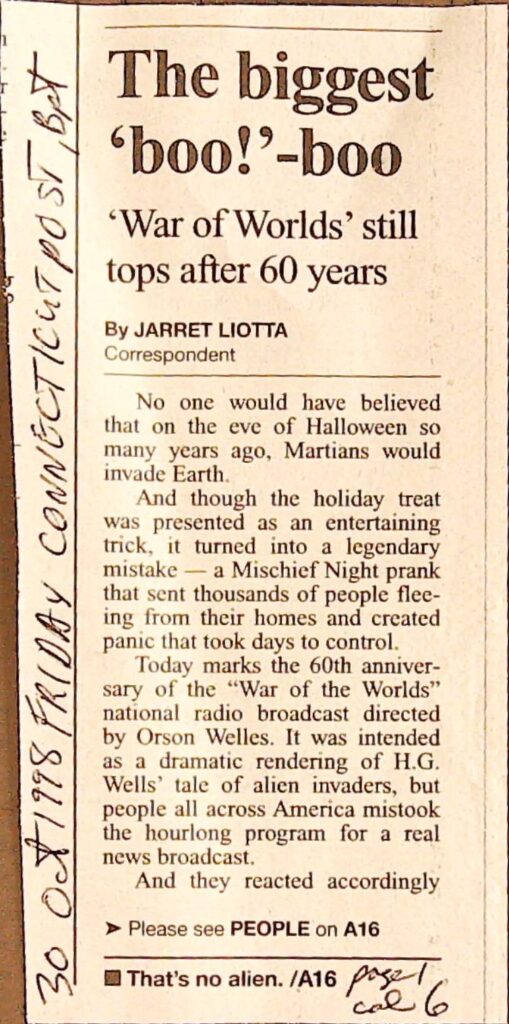 30 Oct 1998 FRIDAY CONNECTICUT POST, Bpt
The biggest
‘boo!’-boo
‘War of Worlds’ still
tops after 60 years
By JARRET LIOTTA
Correspondent
No one would have believed
that on the eve of Halloween so
many years ago, Martians would
invade Earth.
And though the holiday treat
was presented as an entertaining
trick, it turned into a legendary
mistake — a Mischief Night prank
that sent thousands of people flee-
ing from their homes and created
panic that took days to control.
Today marks the 60th anniver-
sary of the “War of the Worlds”
national radio broadcast directed
by Orson Welles. It was intended
as a dramatic rendering of H.G.
Wells’ tale of alien invaders, but
people all across America mistook
the hourlong program for a real
news broadcast.
And they reacted accordingly
➤ Please see PEOPLE on A16
■ That’s no alien. /A16
page 1
col 6